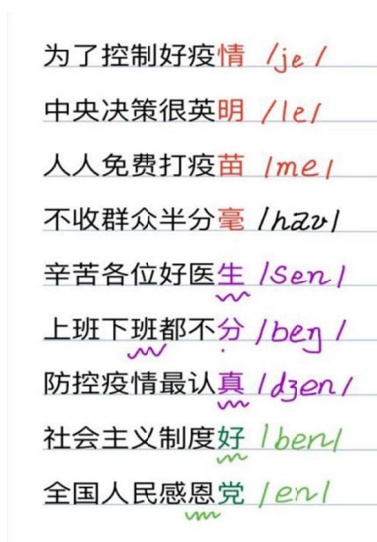 为了控制好疫情 /je/
中央决策很英明 /le/
人人免费打疫苗 /me/
不收群众半分毫 /hav/
辛苦各位好医生 /sen/
上班下班都不分 /beŋ/
防控疫情最认真 /dʒen/
社会主义制度好 /ben/
全国人民感恩党 /en/